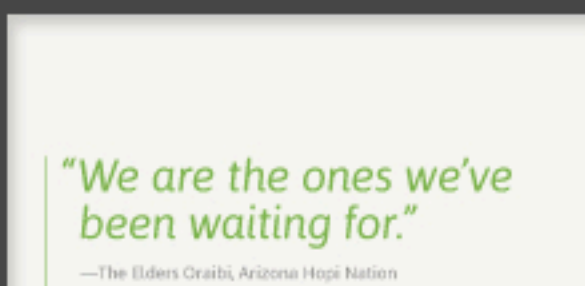 “We are the ones we’ve
been waiting for.”
—The Elders Oraibi, Arizona Hopi Nation